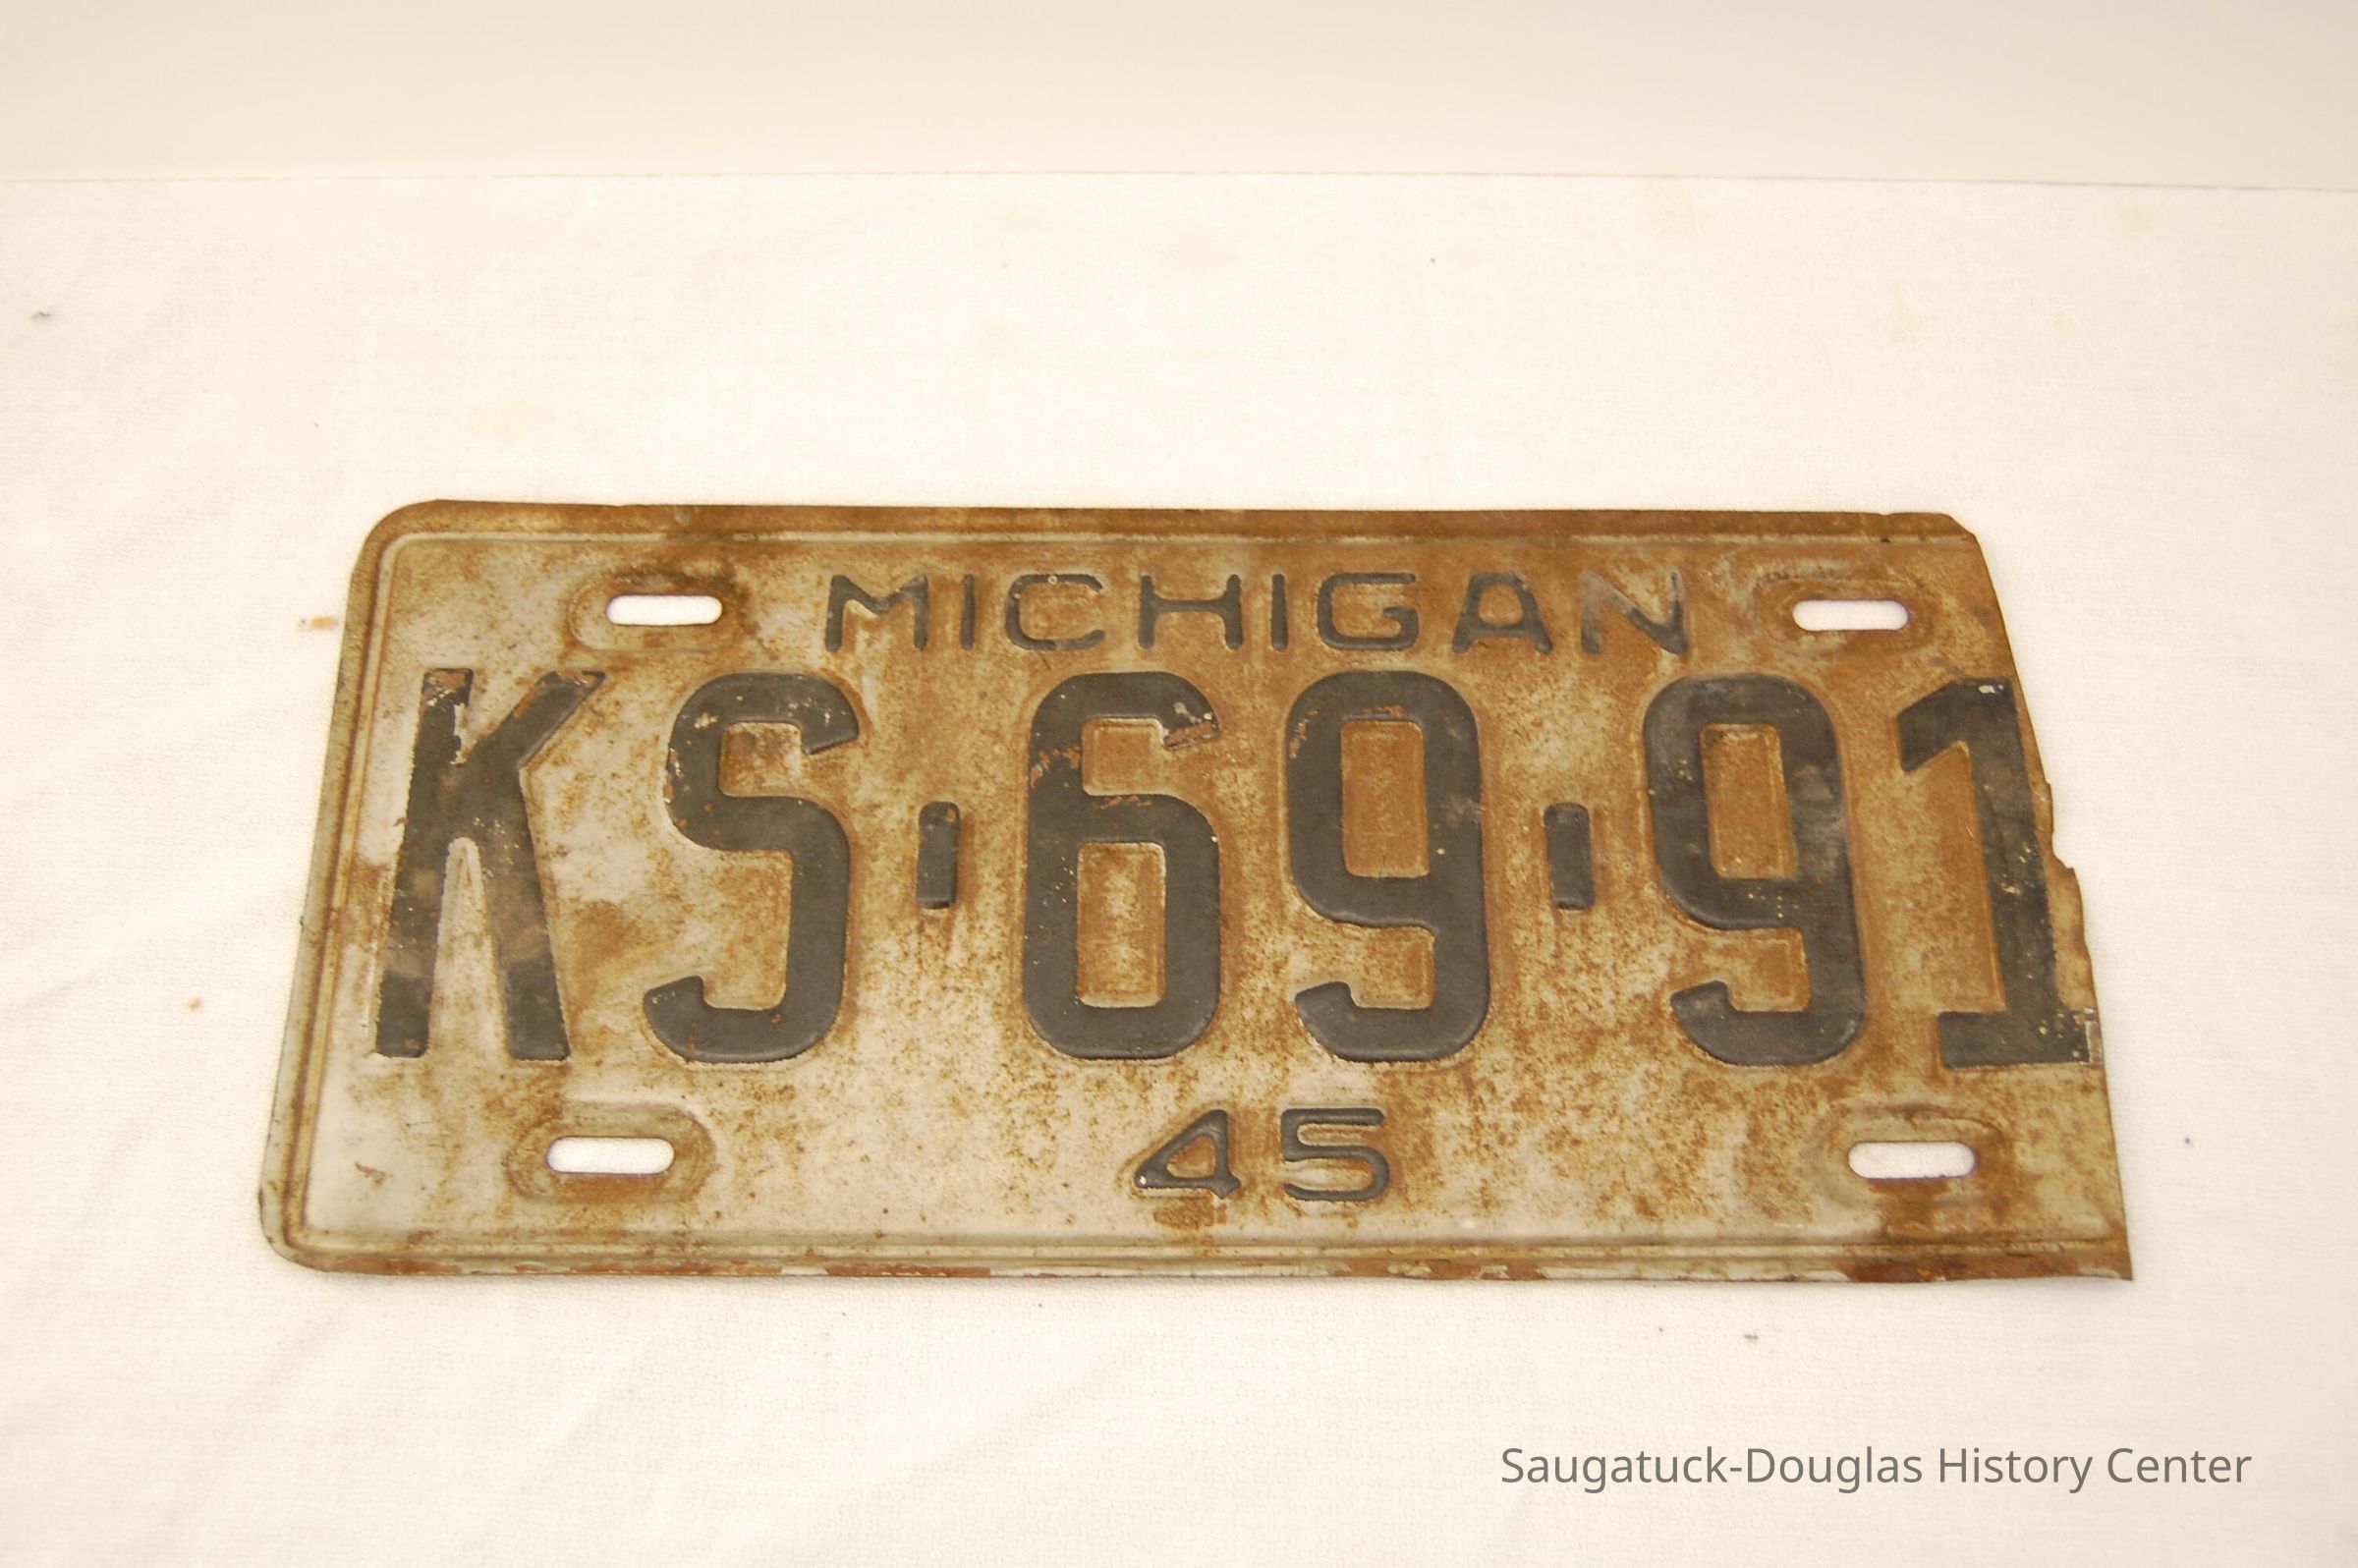 MICHIGAN
KS-69-91
45
Saugatuck-Douglas History Center